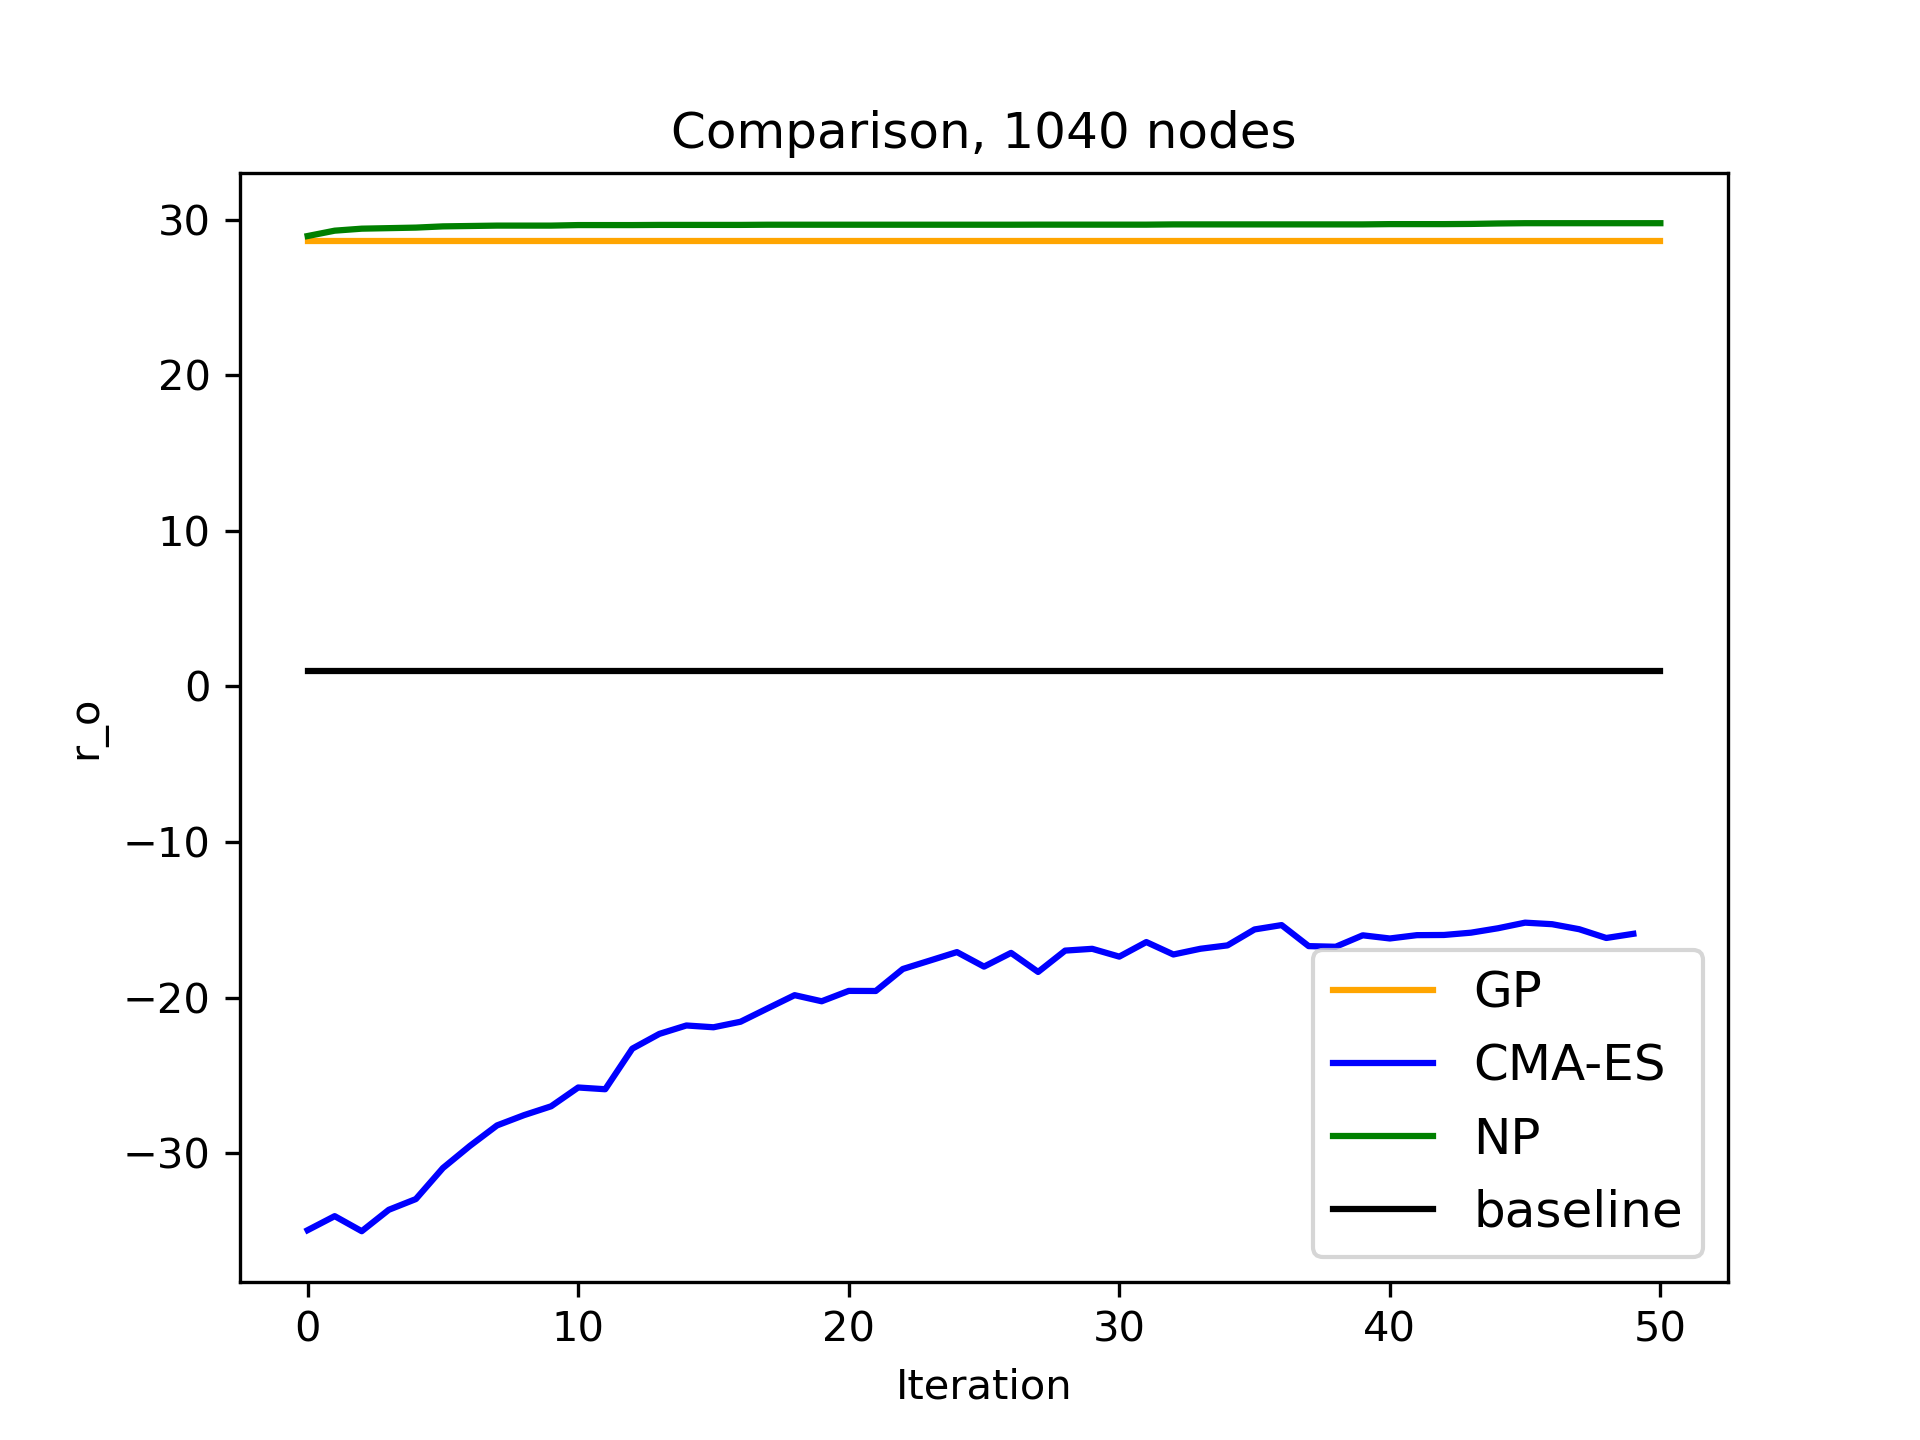 Comparison, 1040 nodes
30
20
10
0
−10
−20
−30
r_o
GP
CMA-ES
NP
baseline
0 10 20 30 40 50
Iteration